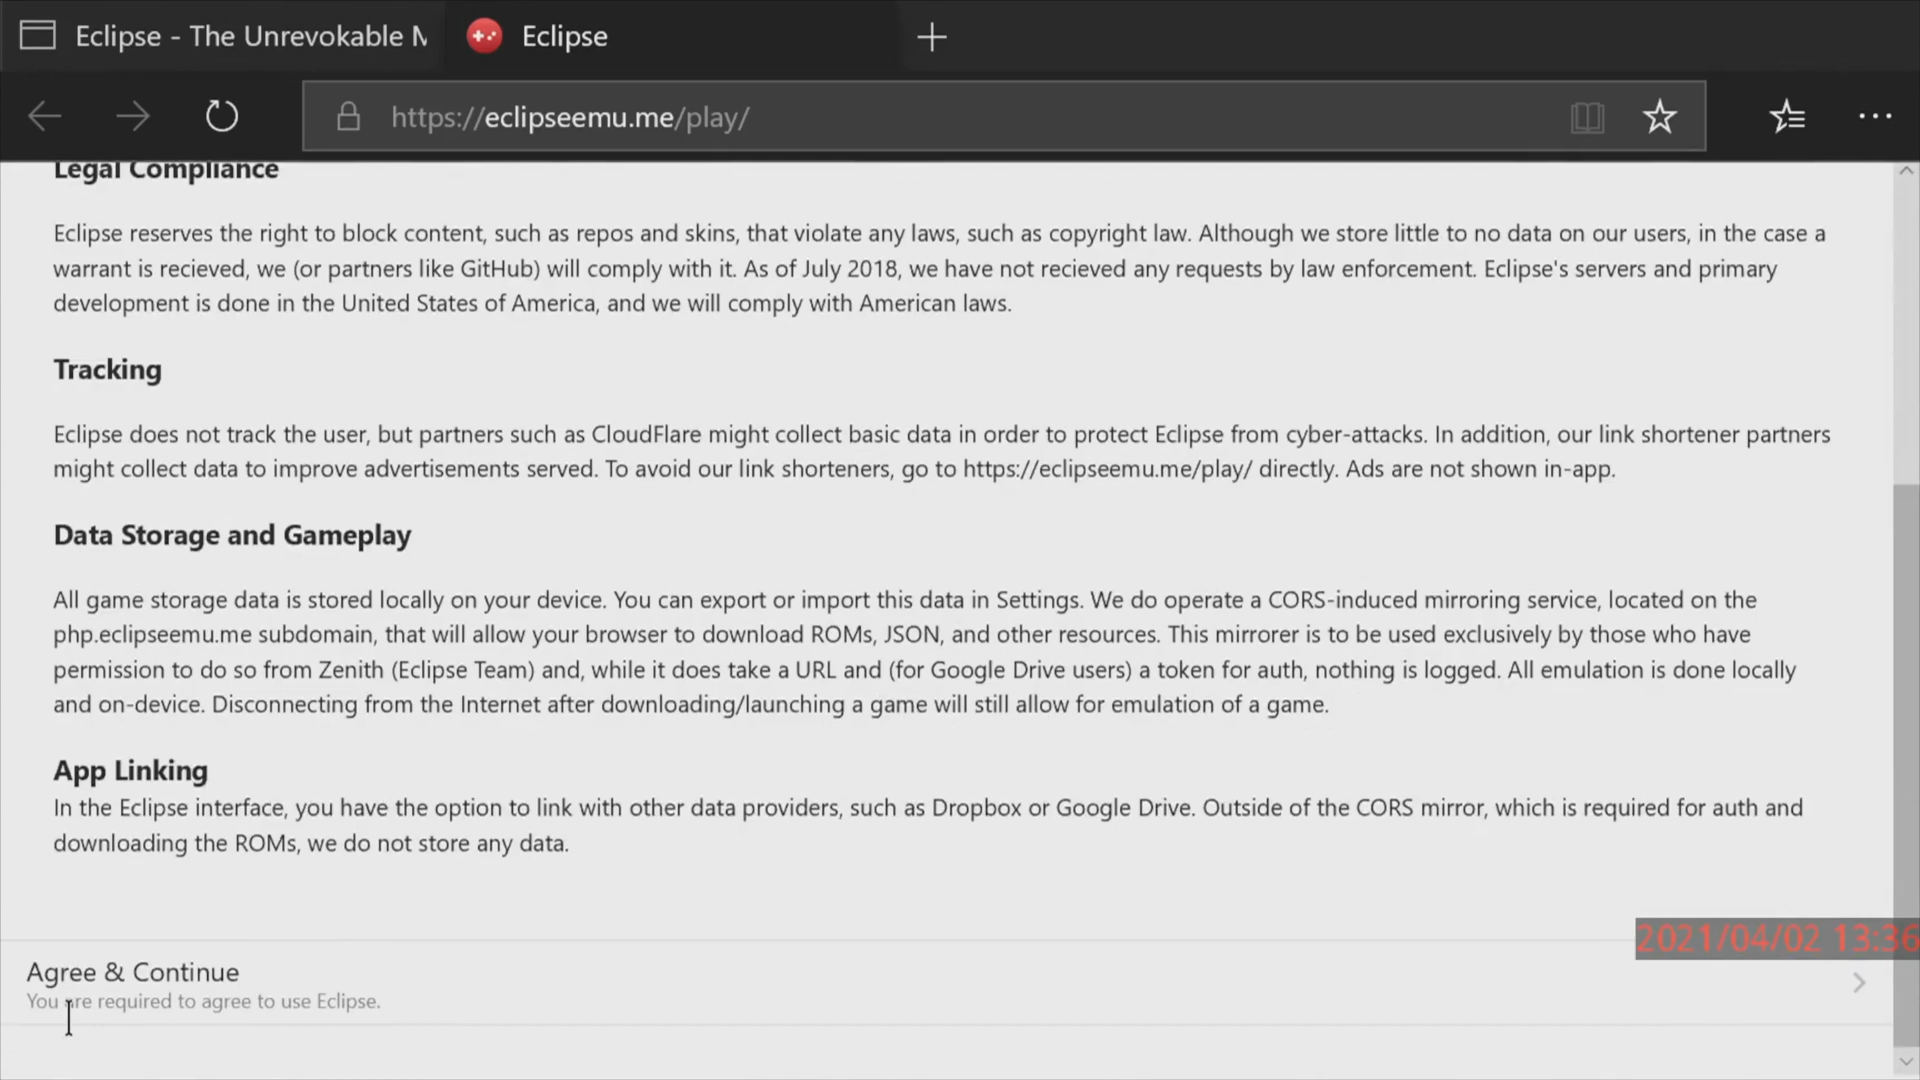 Eclipse - The Unrevokable M
Eclipse
https://eclipseemu.me/play/
Legal Compliance
Eclipse reserves the right to block content, such as repos and skins, that violate any laws, such as copyright law. Although we store little to no data on our users, in the case a
warrant is recieved, we (or partners like GitHub) will comply with it. As of July 2018, we have not recieved any requests by law enforcement. Eclipse's servers and primary
development is done in the United States of America, and we will comply with American laws.
Tracking
Eclipse does not track the user, but partners such as CloudFlare might collect basic data in order to protect Eclipse from cyber-attacks. In addition, our link shortener partners
might collect data to improve advertisements served. To avoid our link shorteners, go to https://eclipseemu.me/play/ directly. Ads are not shown in-app.
Data Storage and Gameplay
All game storage data is stored locally on your device. You can export or import this data in Settings. We do operate a CORS-induced mirroring service, located on the
php.eclipseemu.me subdomain, that will allow your browser to download ROMs, JSON, and other resources. This mirrorer is to be used exclusively by those who have
permission to do so from Zenith (Eclipse Team) and, while it does take a URL and (for Google Drive users) a token for auth, nothing is logged. All emulation is done locally
and on-device. Disconnecting from the Internet after downloading/launching a game will still allow for emulation of a game.
App Linking
In the Eclipse interface, you have the option to link with other data providers, such as Dropbox or Google Drive. Outside of the CORS mirror, which is required for auth and
downloading the ROMs, we do not store any data.
2021/04/02 13:36
Agree & Continue
You are required to agree to use Eclipse.